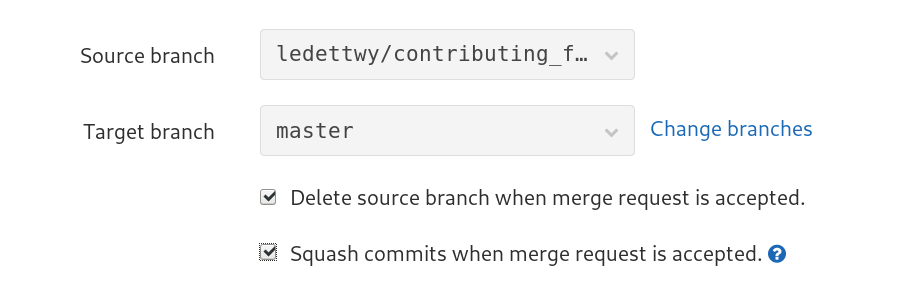 Source branch ledettwy/contributing_f…
Target branch master Change branches
Delete source branch when merge request is accepted.
Squash commits when merge request is accepted. ?